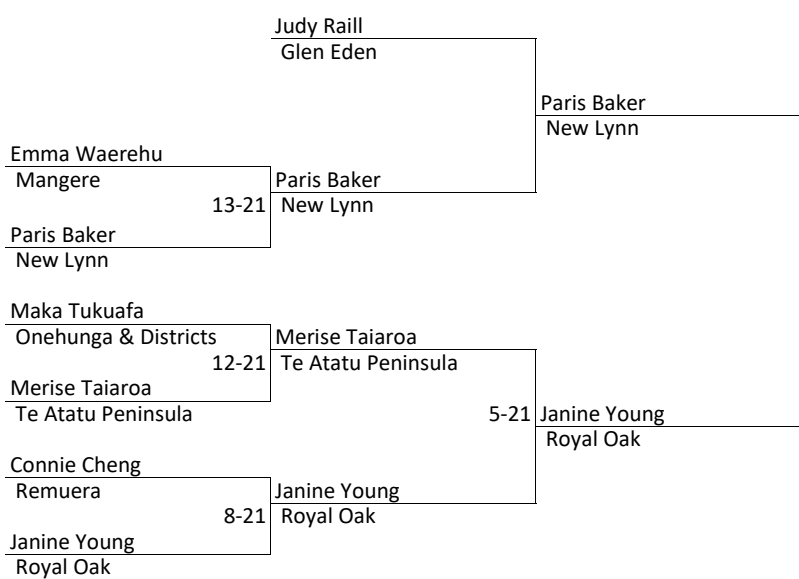 Judy Raill
Glen Eden
Paris Baker
New Lynn
Emma Waerehu
Mangere
Paris Baker
13-21 New Lynn
Paris Baker
New Lynn
Maka Tukuafa
Onehunga & Districts
Merise Taiaroa
12-21 Te Atatu Peninsula
Merise Taiaroa
Te Atatu Peninsula
5-21 Janine Young
Royal Oak
Connie Cheng
Remuera
Janine Young
8-21 Royal Oak
Janine Young
Royal Oak